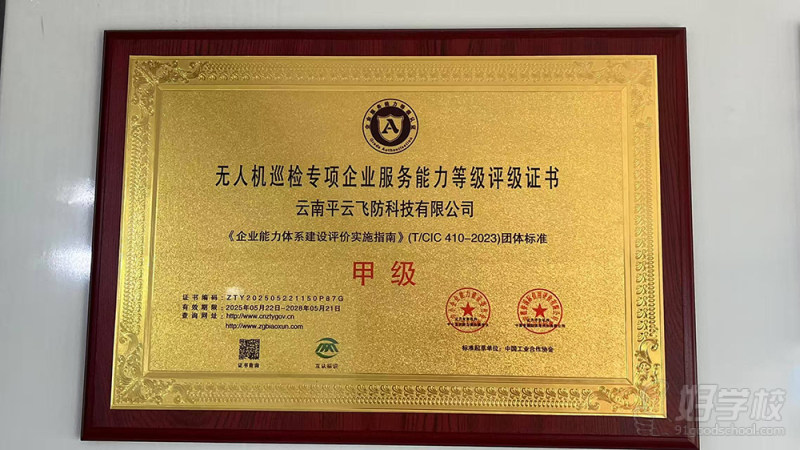 A
无人机巡检专项企业服务能力等级评级证书
云南平云飞防科技有限公司
《企业能力体系建设评价实施指南》(T/CIC 410-2023)团体标准
甲级
证书编码：ZTY202505221150P87G
有效期限：2025年05月22日-2028年05月21日
查询网址：http://www.cnztygov.cn
http://www.zgbiaoxun.com
证书查询
标准起草单位：中国工业合作协会
好学校
91goodschool.com